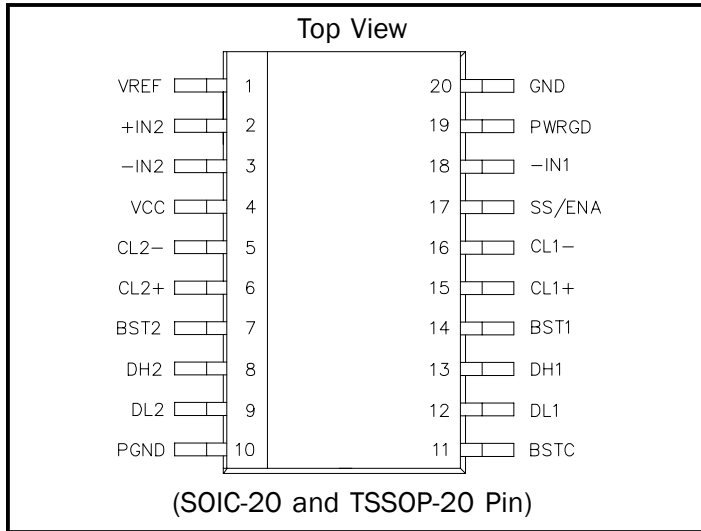 Top View
VREF 1 20 GND
+IN2 2 19 PWRGD
−IN2 3 18 −IN1
VCC 4 17 SS/ENA
CL2− 5 16 CL1−
CL2+ 6 15 CL1+
BST2 7 14 BST1
DH2 8 13 DH1
DL2 9 12 DL1
PGND 10 11 BSTC
(SOIC-20 and TSSOP-20 Pin)